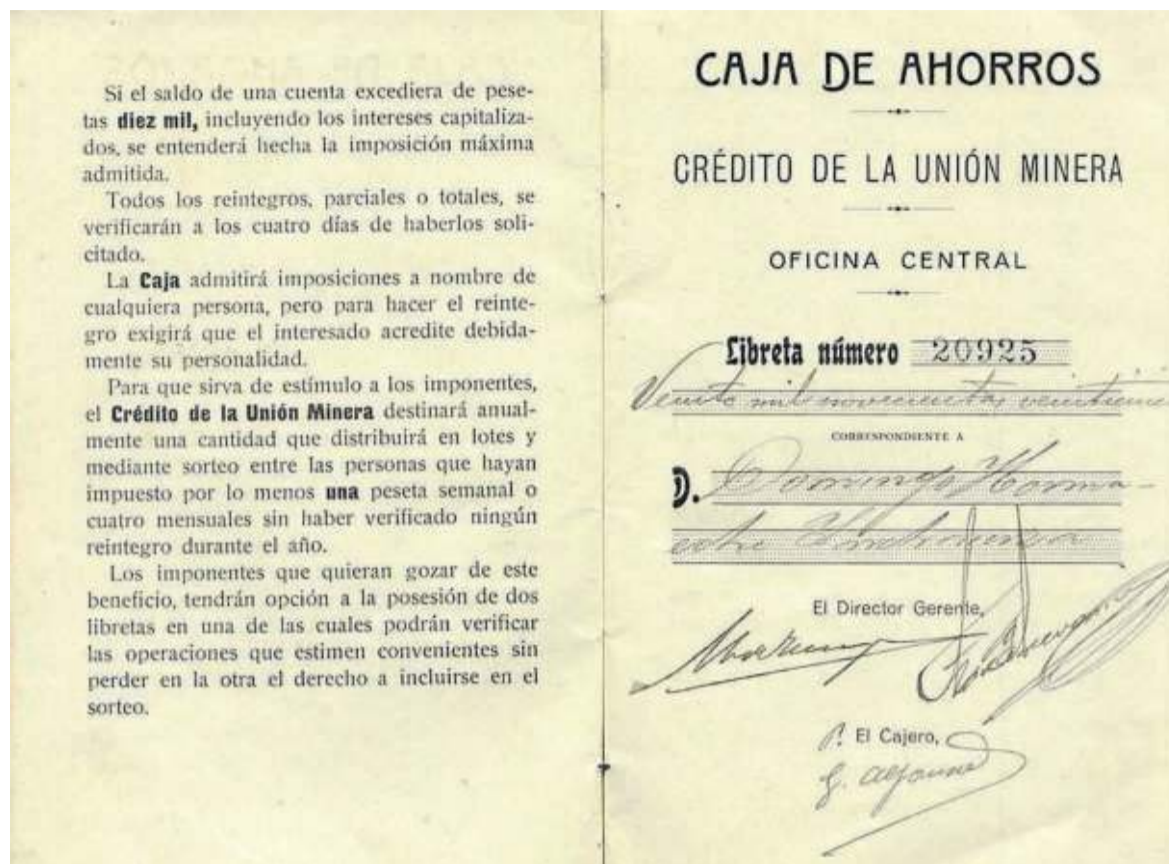 Si el saldo de una cuenta excediera de pese-
tas diez mil, incluyendo los intereses capitaliza-
dos, se entenderá hecha la imposición máxima
admitida.
Todos los reintegros, parciales o totales, se
verificarán a los cuatro días de haberlos soli-
citado.
La Caja admitirá imposiciones a nombre de
cualquiera persona, pero para hacer el reinte-
gro exigirá que el interesado acredite debida-
mente su personalidad.
Para que sirva de estímulo a los imponentes,
el Crédito de la Unión Minera destinará anual-
mente una cantidad que distribuirá en lotes y
mediante sorteo entre las personas que hayan
impuesto por lo menos una peseta semanal o
cuatro mensuales sin haber verificado ningún
reintegro durante el año.
Los imponentes que quieran gozar de este
beneficio, tendrán opción a la posesión de dos
libretas en una de las cuales podrán verificar
las operaciones que estimen convenientes sin
perder en la otra el derecho a incluirse en el
sorteo.
CAJA DE AHORROS
CRÉDITO DE LA UNIÓN MINERA
OFICINA CENTRAL
Libreta número 20925
Veinte mil novecientos
CORRESPONDIENTE A
D. Domingo Horma-
eche
El Director Gerente,
P. El Cajero,